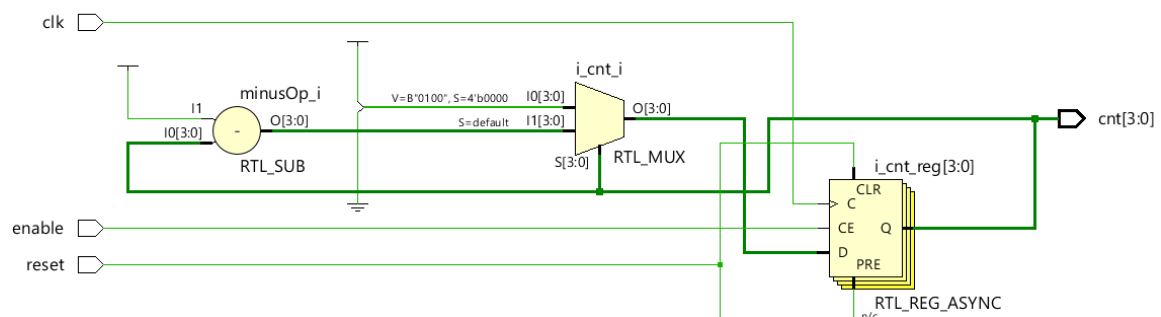 clk
i_cnt_i
minusOp_i
V=B"0100", S=4'b0000
I0[3:0]
I1
O[3:0]
O[3:0]
S=default
I1[3:0]
cnt[3:0]
I0[3:0]
-
S[3:0]
RTL_MUX
RTL_SUB
i_cnt_reg[3:0]
CLR
C
enable
CE
Q
reset
D
PRE
RTL_REG_ASYNC